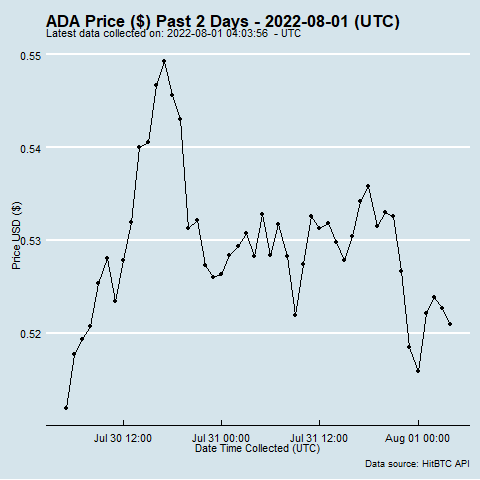 ADA Price ($) Past 2 Days - 2022-08-01 (UTC)
Latest data collected on: 2022-08-01 04:03:56 - UTC
0.55
0.54
0.53
0.52
Price USD ($)
Jul 30 12:00 Jul 31 00:00 Jul 31 12:00 Aug 01 00:00
Date Time Collected (UTC)
Data source: HitBTC API